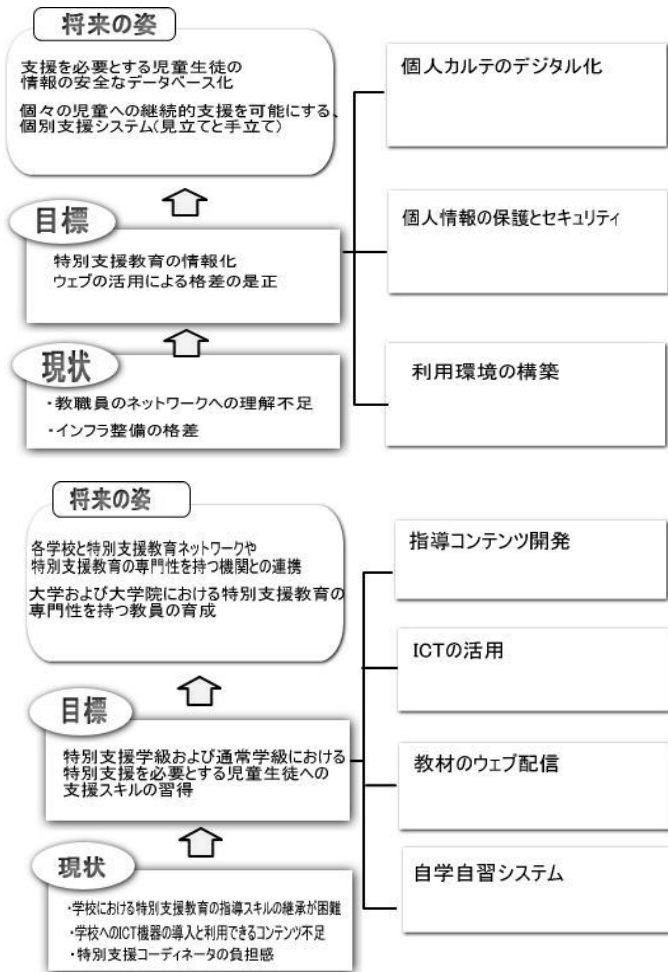 将来の姿
支援を必要とする児童生徒の
情報の安全なデータベース化
個々の児童への継続的支援を可能にする、
個別支援システム(見立てと手立て)
目標
特別支援教育の情報化
ウェブの活用による格差の是正
現状
・教職員のネットワークへの理解不足
・インフラ整備の格差
個人カルテのデジタル化
個人情報の保護とセキュリティ
利用環境の構築
将来の姿
各学校と特別支援教育ネットワークや
特別支援教育の専門性を持つ機関との連携
大学および大学院における特別支援教育の
専門性を持つ教員の育成
目標
特別支援学級および通常学級における
特別支援を必要とする児童生徒への
支援スキルの習得
現状
・学校における特別支援教育の指導スキルの継承が困難
・学校へのICT機器の導入と利用できるコンテンツ不足
・特別支援コーディネータの負担感
指導コンテンツ開発
ICTの活用
教材のウェブ配信
自学自習システム